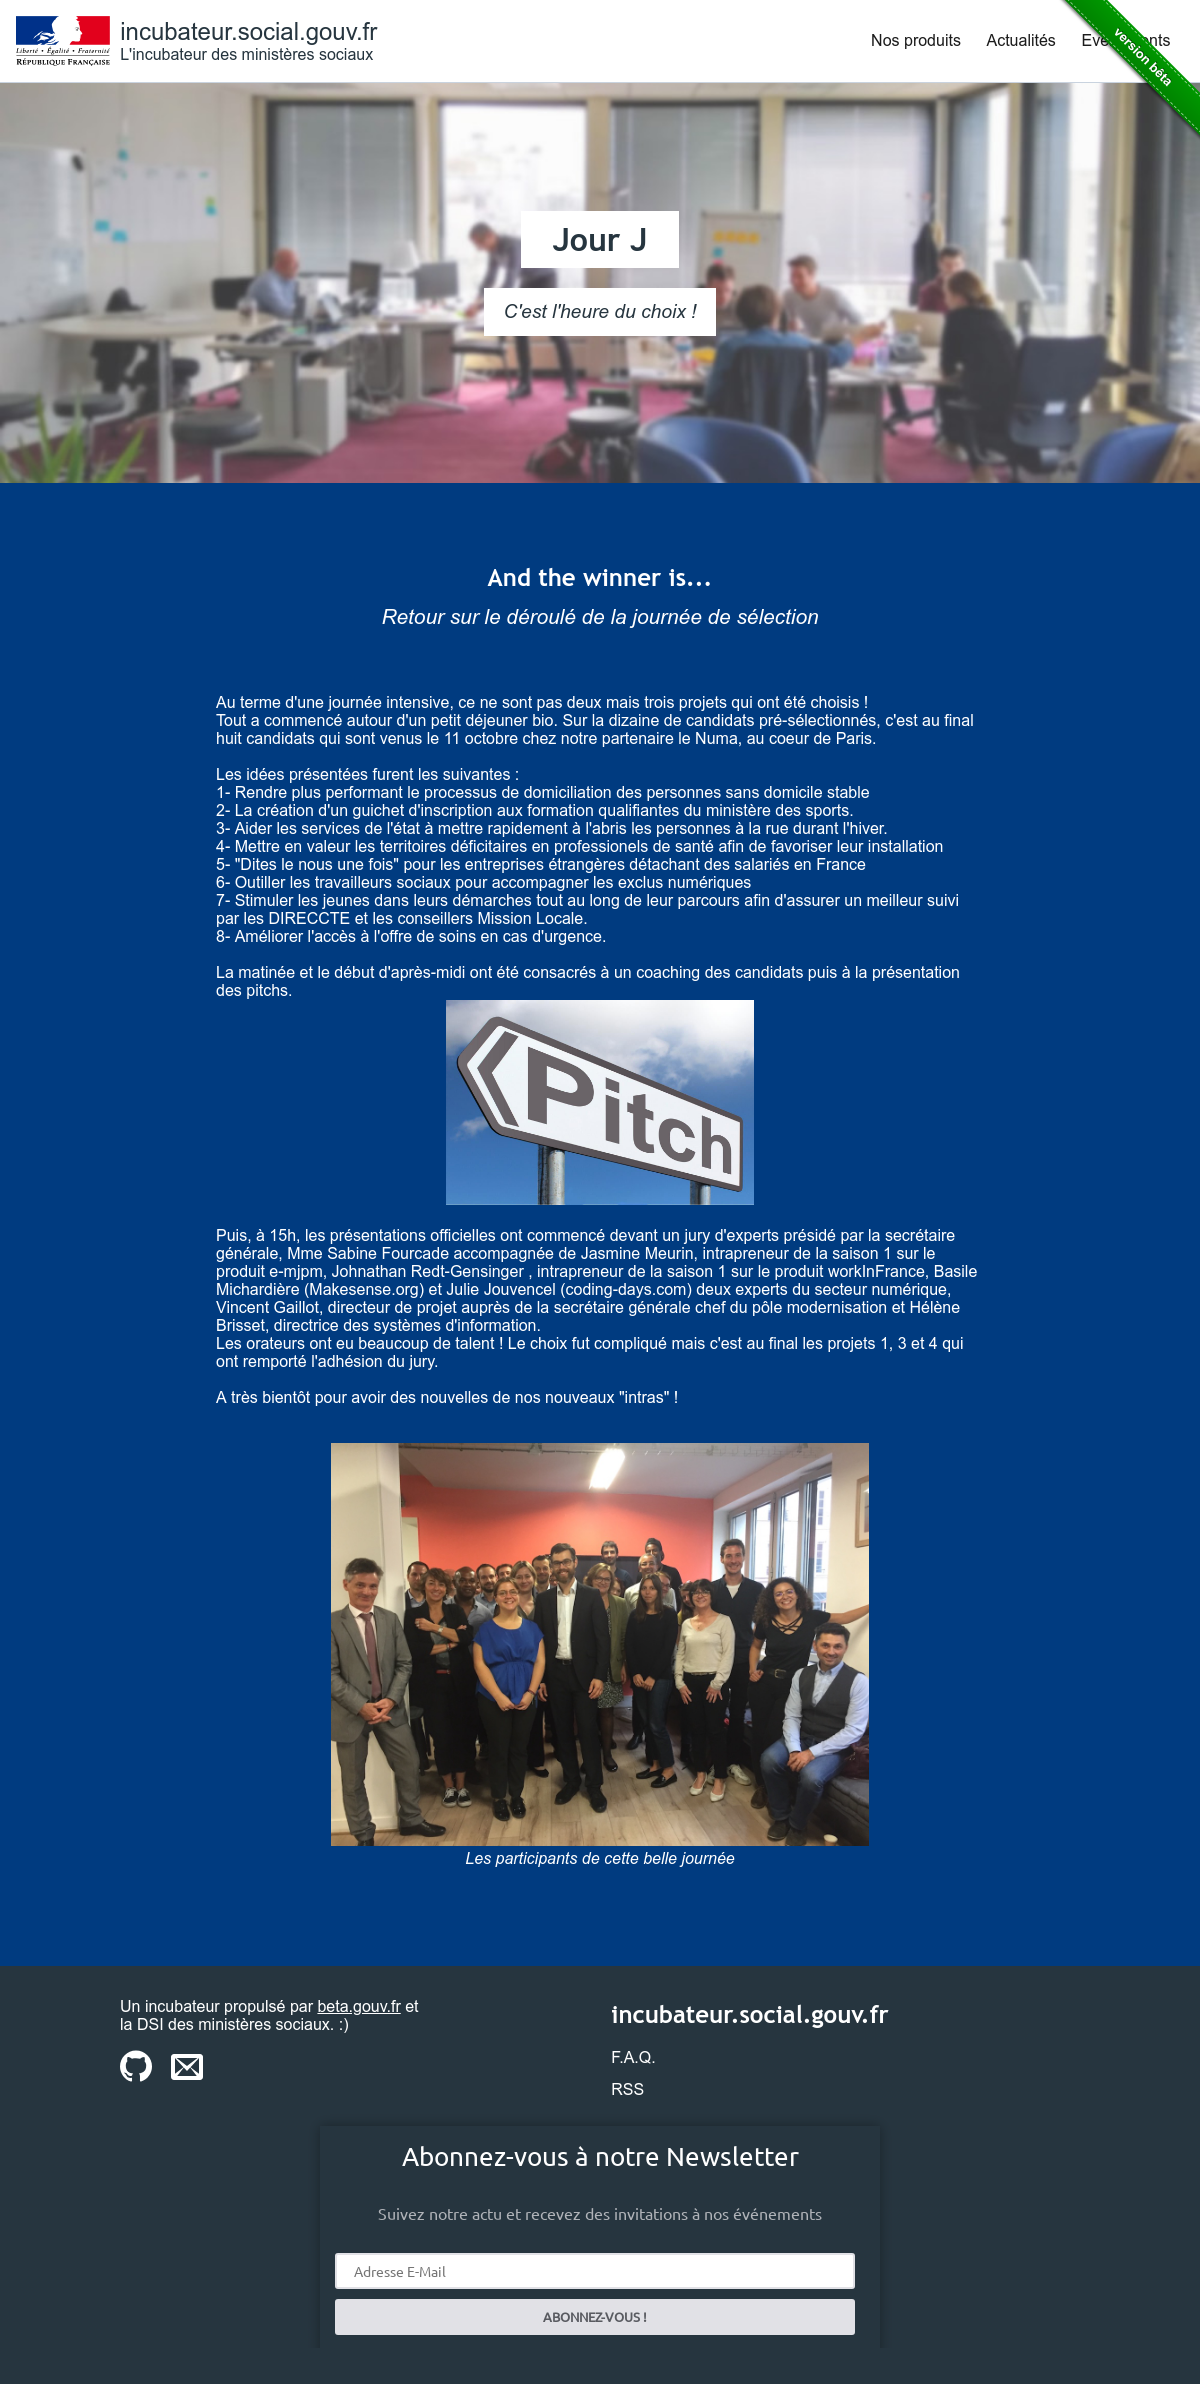 Liberté • Égalité • Fraternité
RÉPUBLIQUE FRANÇAISE
incubateur.social.gouv.fr
L'incubateur des ministères sociaux
Nos produits
Actualités
version bêta
Jour J
C'est l'heure du choix !
And the winner is...
Retour sur le déroulé de la journée de sélection
Au terme d'une journée intensive, ce ne sont pas deux mais trois projets qui ont été choisis !
Tout a commencé autour d'un petit déjeuner bio. Sur la dizaine de candidats pré-sélectionnés, c'est au final
huit candidats qui sont venus le 11 octobre chez notre partenaire le Numa, au coeur de Paris.
Les idées présentées furent les suivantes :
1- Rendre plus performant le processus de domiciliation des personnes sans domicile stable
2- La création d'un guichet d'inscription aux formation qualifiantes du ministère des sports.
3- Aider les services de l'état à mettre rapidement à l'abris les personnes à la rue durant l'hiver.
4- Mettre en valeur les territoires déficitaires en professionels de santé afin de favoriser leur installation
5- "Dites le nous une fois" pour les entreprises étrangères détachant des salariés en France
6- Outiller les travailleurs sociaux pour accompagner les exclus numériques
7- Stimuler les jeunes dans leurs démarches tout au long de leur parcours afin d'assurer un meilleur suivi
par les DIRECCTE et les conseillers Mission Locale.
8- Améliorer l'accès à l'offre de soins en cas d'urgence.
La matinée et le début d'après-midi ont été consacrés à un coaching des candidats puis à la présentation
des pitchs.
Pitch
Puis, à 15h, les présentations officielles ont commencé devant un jury d'experts présidé par la secrétaire
générale, Mme Sabine Fourcade accompagnée de Jasmine Meurin, intrapreneur de la saison 1 sur le
produit e-mjpm, Johnathan Redt-Gensinger , intrapreneur de la saison 1 sur le produit workInFrance, Basile
Michardière (Makesense.org) et Julie Jouvencel (coding-days.com) deux experts du secteur numérique,
Vincent Gaillot, directeur de projet auprès de la secrétaire générale chef du pôle modernisation et Hélène
Brisset, directrice des systèmes d'information.
Les orateurs ont eu beaucoup de talent ! Le choix fut compliqué mais c'est au final les projets 1, 3 et 4 qui
ont remporté l'adhésion du jury.
A très bientôt pour avoir des nouvelles de nos nouveaux "intras" !
Les participants de cette belle journée
Un incubateur propulsé par beta.gouv.fr et
la DSI des ministères sociaux. :)
incubateur.social.gouv.fr
F.A.Q.
RSS
Abonnez-vous à notre Newsletter
Suivez notre actu et recevez des invitations à nos événements
Adresse E-Mail
ABONNEZ-VOUS !